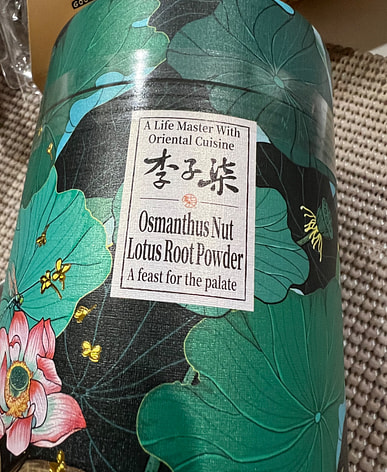 A Life Master With
Oriental Cuisine
李子柒
Osmanthus Nut
Lotus Root Powder
A feast for the palate